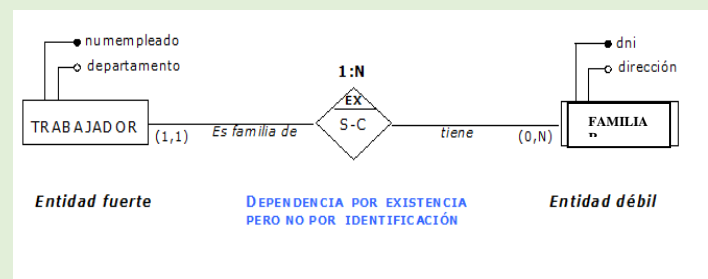 numempleado
departamento
dni
dirección
1:N
EX
S-C
TRABAJADOR
(1,1)
Es familia de
tiene
(0,N)
FAMILIA
Entidad fuerte
DEPENDENCIA POR EXISTENCIA
PERO NO POR IDENTIFICACIÓN
Entidad débil